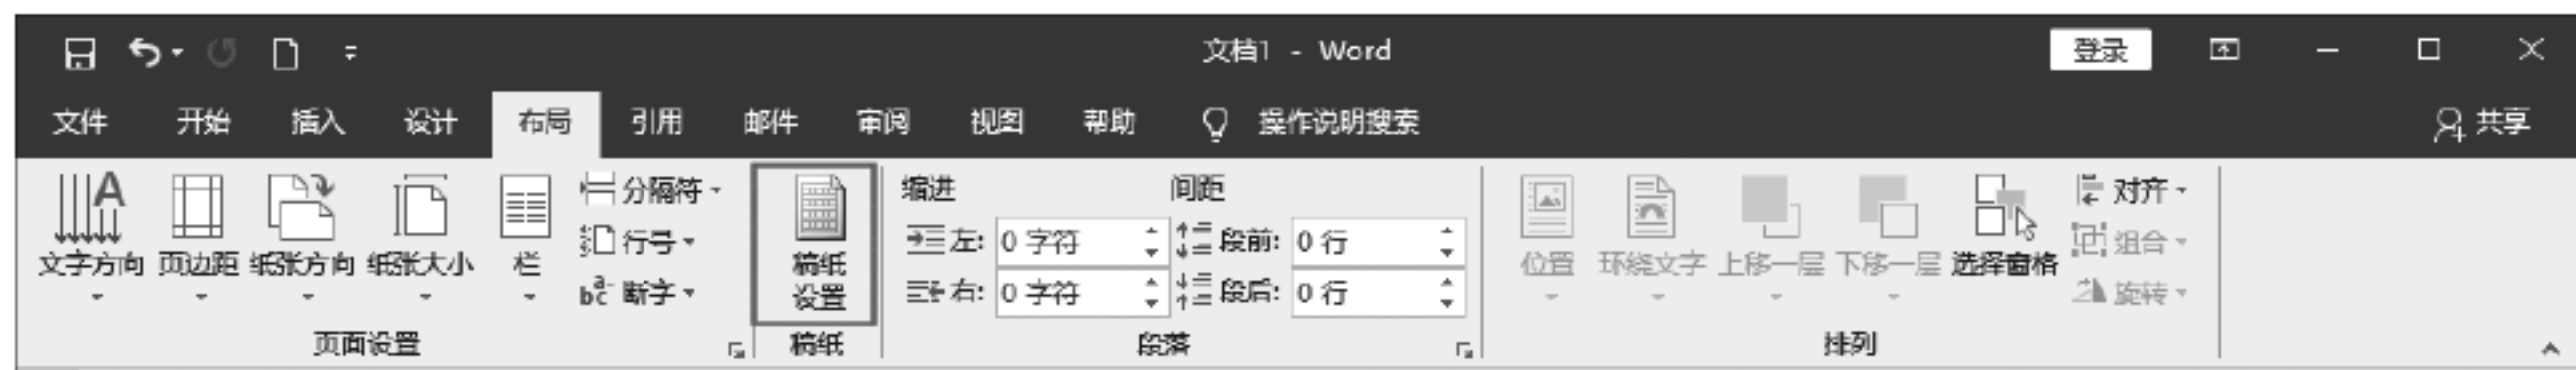 文档1 - Word
登录
文件 开始 插入 设计 布局 引用 邮件 审阅 视图 帮助 操作说明搜索 共享
文字方向 页边距 纸张方向 纸张大小 栏
分隔符
行号
断字
页面设置
稿纸
设置
稿纸
缩进 间距
左: 0 字符 段前: 0 行
右: 0 字符 段后: 0 行
段落
位置 环绕文字 上移一层 下移一层 选择窗格
对齐
组合
旋转
排列